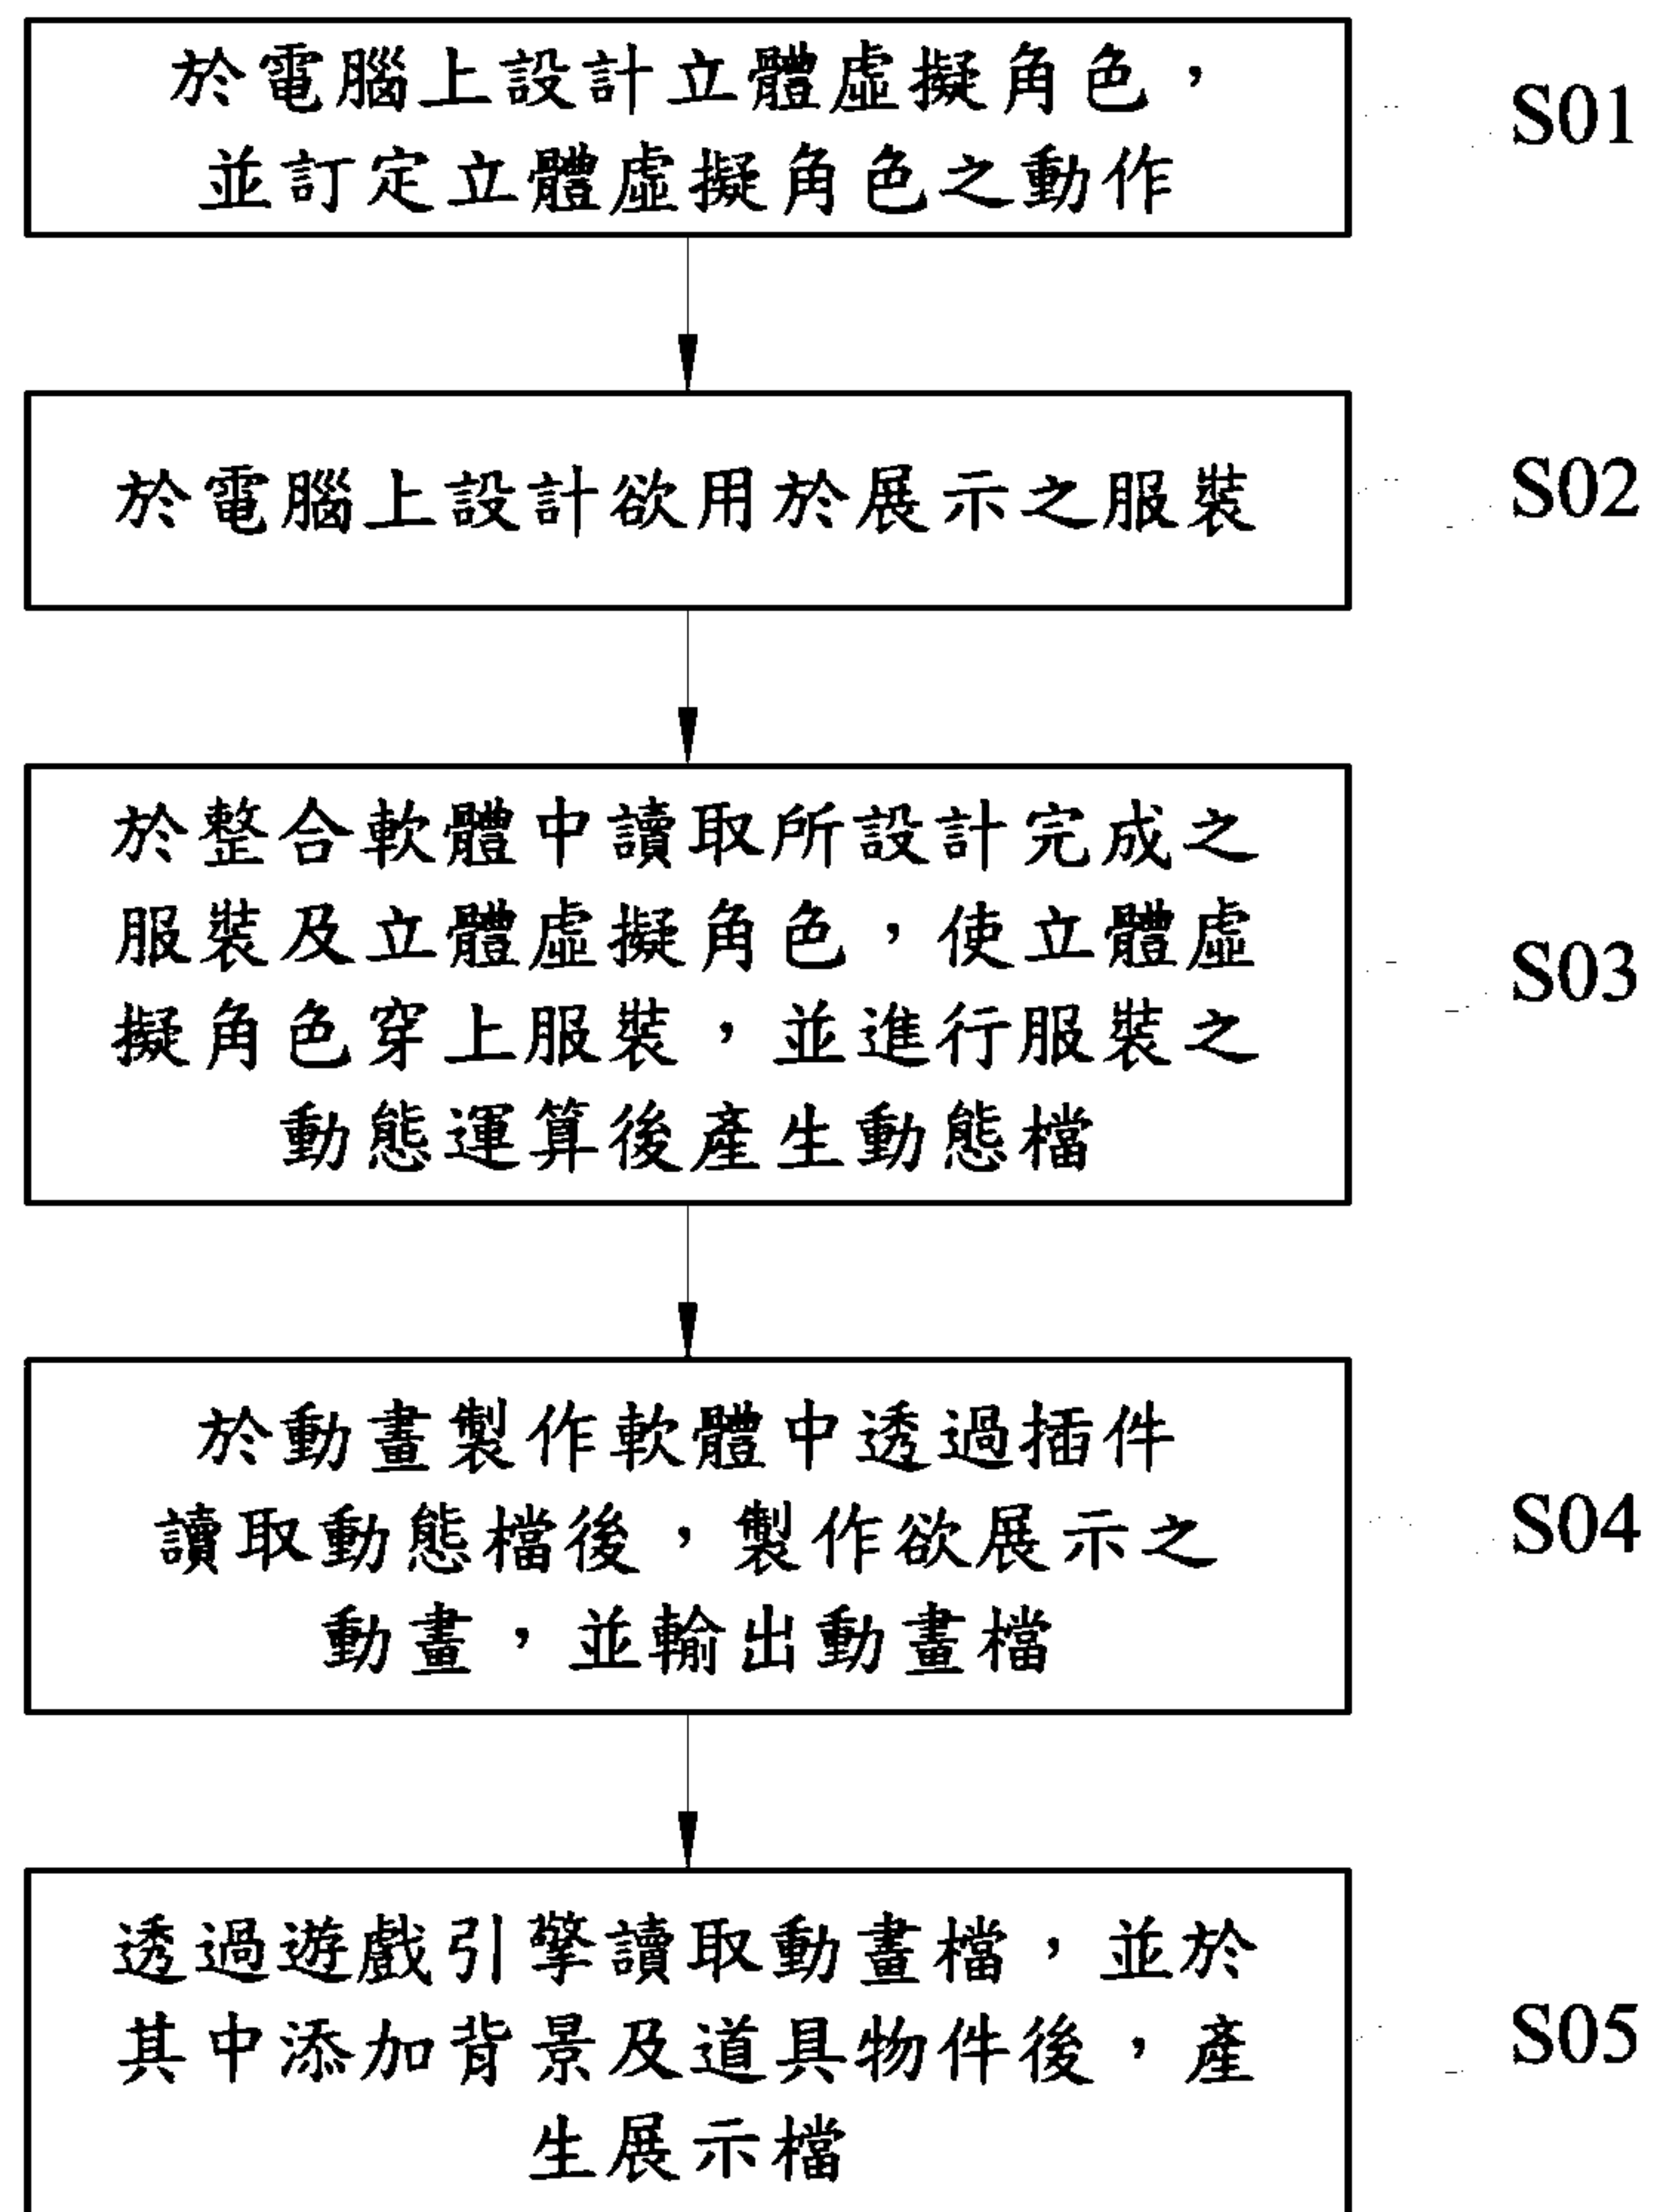 於電腦上設計立體虛擬角色，
並訂定立體虛擬角色之動作
S01
於電腦上設計欲用於展示之服裝
S02
於整合軟體中讀取所設計完成之
服裝及立體虛擬角色，使立體虛
擬角色穿上服裝，並進行服裝之
動態運算後產生動態檔
S03
於動畫製作軟體中透過插件
讀取動態檔後，製作欲展示之
動畫，並輸出動畫檔
S04
透過遊戲引擎讀取動畫檔，並於
其中添加背景及道具物件後，產
生展示檔
S05